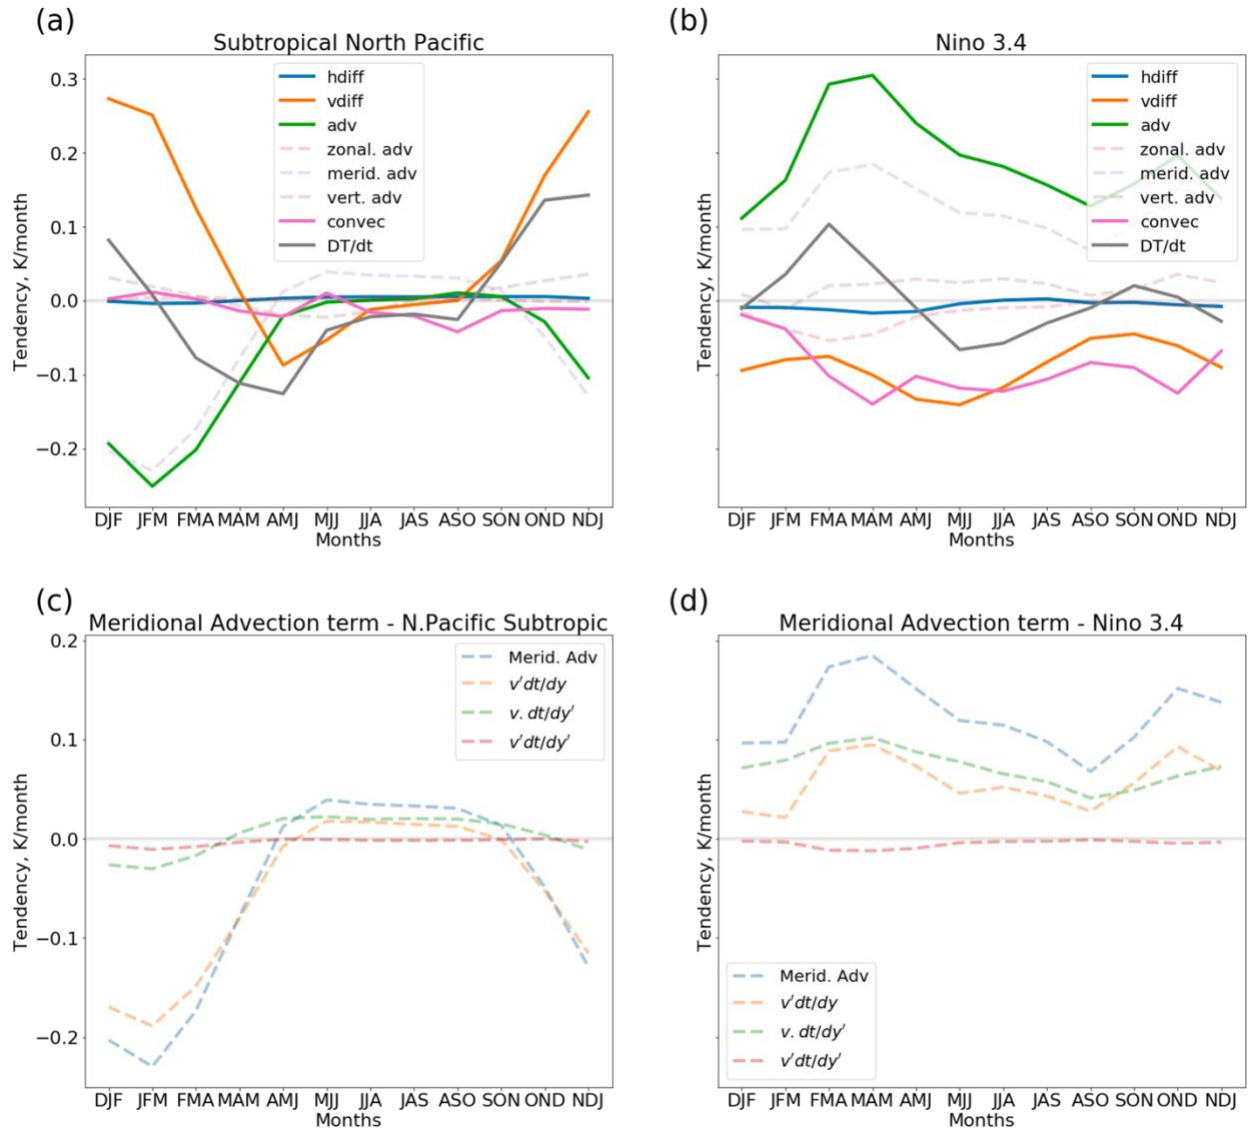 (a)
Subtropical North Pacific
hdiff
vdiff
adv
zonal. adv
merid. adv
vert. adv
convec
DT/dt
0.3
0.2
0.1
0.0
−0.1
−0.2
Tendency, K/month
DJF JFM FMA MAM AMJ MJJ JJA JAS ASO SON OND NDJ
Months
(b)
Nino 3.4
hdiff
vdiff
adv
zonal. adv
merid. adv
vert. adv
convec
DT/dt
Tendency, K/month
DJF JFM FMA MAM AMJ MJJ JJA JAS ASO SON OND NDJ
Months
(c)
Meridional Advection term - N.Pacific Subtropic
Merid. Adv
v'dt/dy
v. dt/dy'
v'dt/dy'
0.2
0.1
0.0
−0.1
−0.2
Tendency, K/month
DJF JFM FMA MAM AMJ MJJ JJA JAS ASO SON OND NDJ
Months
(d)
Meridional Advection term - Nino 3.4
Merid. Adv
v'dt/dy
v. dt/dy'
v'dt/dy'
Tendency, K/month
DJF JFM FMA MAM AMJ MJJ JJA JAS ASO SON OND NDJ
Months